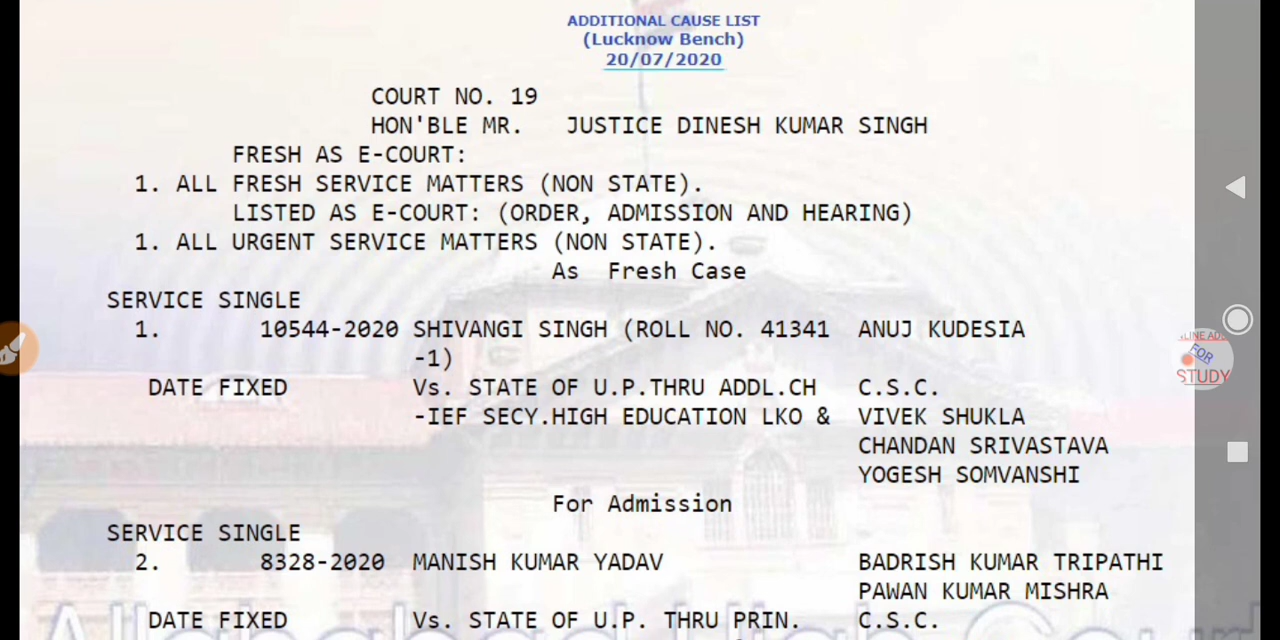 ADDITIONAL CAUSE LIST
(Lucknow Bench)
20/07/2020
COURT NO. 19
HON'BLE MR. JUSTICE DINESH KUMAR SINGH
FRESH AS E-COURT:
1. ALL FRESH SERVICE MATTERS (NON STATE).
LISTED AS E-COURT: (ORDER, ADMISSION AND HEARING)
1. ALL URGENT SERVICE MATTERS (NON STATE).
As Fresh Case
SERVICE SINGLE
1. 10544-2020 SHIVANGI SINGH (ROLL NO. 41341 ANUJ KUDESIA
-1)
DATE FIXED Vs. STATE OF U.P.THRU ADDL.CH C.S.C.
-IEF SECY.HIGH EDUCATION LKO & VIVEK SHUKLA
CHANDAN SRIVASTAVA
YOGESH SOMVANSHI
For Admission
SERVICE SINGLE
2. 8328-2020 MANISH KUMAR YADAV BADRISH KUMAR TRIPATHI
PAWAN KUMAR MISHRA
DATE FIXED Vs. STATE OF U.P. THRU PRIN. C.S.C.
FOR
STUDY